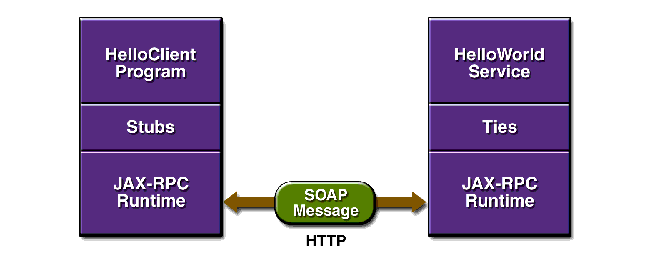 HelloClient
Program
Stubs
JAX-RPC
Runtime
SOAP
Message
HTTP
HelloWorld
Service
Ties
JAX-RPC
Runtime